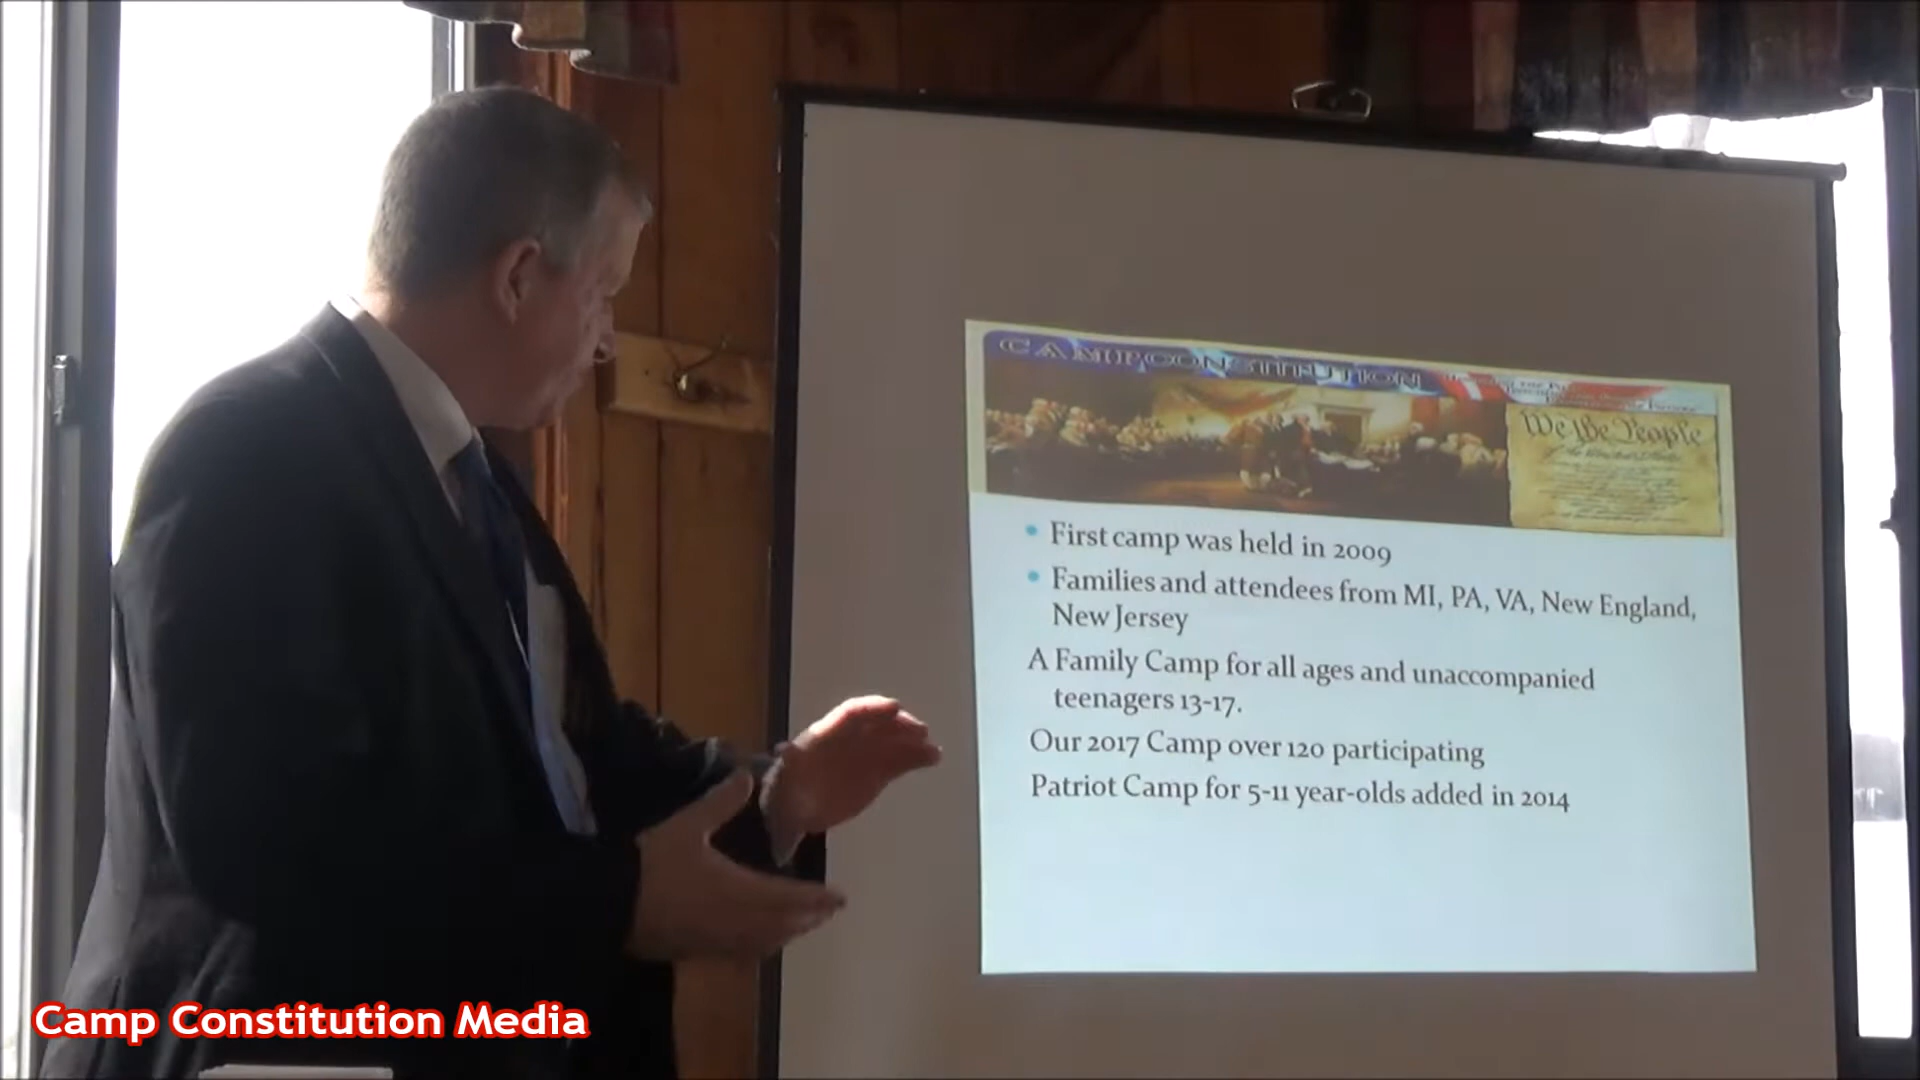 CAMP CONSTITUTION
We the People
First camp was held in 2009
Families and attendees from MI, PA, VA, New England,
New Jersey
A Family Camp for all ages and unaccompanied
teenagers 13-17.
Our 2017 Camp over 120 participating
Patriot Camp for 5-11 year-olds added in 2014
Camp Constitution Media